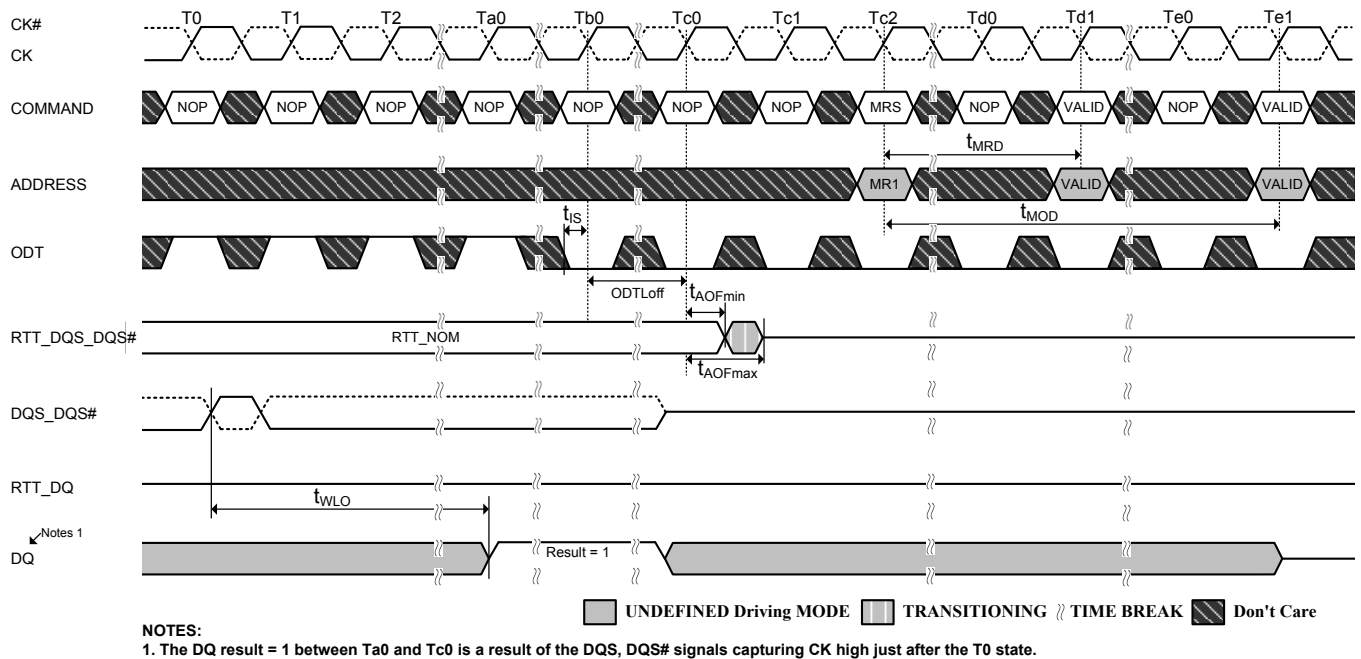 T0 T1 T2 Ta0 Tb0 Tc0 Tc1 Tc2 Td0 Td1 Te0 Te1
CK#
CK
COMMAND NOP NOP NOP NOP NOP NOP NOP MRS NOP VALID NOP VALID
tMRD
ADDRESS MR1 VALID VALID
tIS tMOD
ODT
ODTLoff tAOFmin
RTT_DQS_DQS# RTT_NOM
tAOFmax
DQS_DQS#
RTT_DQ
tWLO
Notes 1
DQ Result = 1
UNDEFINED Driving MODE TRANSITIONING TIME BREAK Don't Care
NOTES:
1. The DQ result = 1 between Ta0 and Tc0 is a result of the DQS, DQS# signals capturing CK high just after the T0 state.